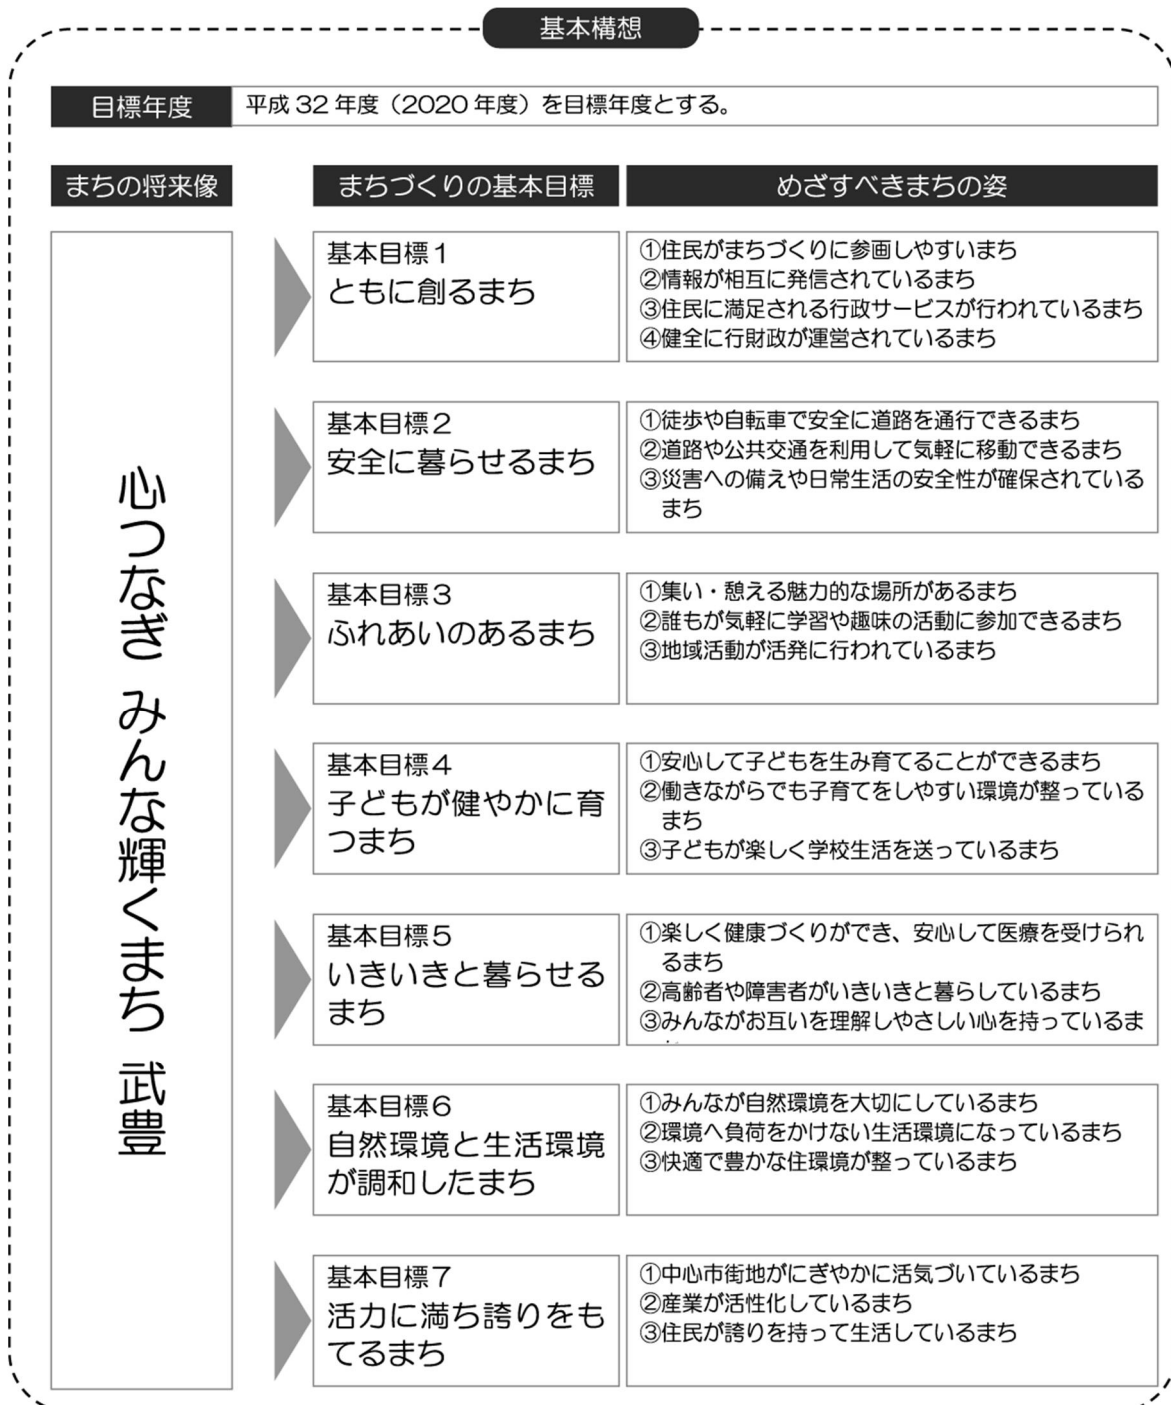 基本構想
目標年度
平成 32 年度（2020 年度）を目標年度とする。
まちの将来像
まちづくりの基本目標
めざすべきまちの姿
心つなぎ みんな輝くまち 武豊
基本目標１
ともに創るまち
①住民がまちづくりに参画しやすいまち
②情報が相互に発信されているまち
③住民に満足される行政サービスが行われているまち
④健全に行財政が運営されているまち
基本目標２
安全に暮らせるまち
①徒歩や自転車で安全に道路を通行できるまち
②道路や公共交通を利用して気軽に移動できるまち
③災害への備えや日常生活の安全性が確保されている
まち
基本目標３
ふれあいのあるまち
①集い・憩える魅力的な場所があるまち
②誰もが気軽に学習や趣味の活動に参加できるまち
③地域活動が活発に行われているまち
基本目標４
子どもが健やかに育
つまち
①安心して子どもを生み育てることができるまち
②働きながらでも子育てをしやすい環境が整っている
まち
③子どもが楽しく学校生活を送っているまち
基本目標５
いきいきと暮らせる
まち
①楽しく健康づくりができ、安心して医療を受けられ
るまち
②高齢者や障害者がいきいきと暮らしているまち
③みんながお互いを理解しやさしい心を持っているま
基本目標６
自然環境と生活環境
が調和したまち
①みんなが自然環境を大切にしているまち
②環境へ負荷をかけない生活環境になっているまち
③快適で豊かな住環境が整っているまち
基本目標７
活力に満ち誇りをも
てるまち
①中心市街地がにぎやかに活気づいているまち
②産業が活性化しているまち
③住民が誇りを持って生活しているまち